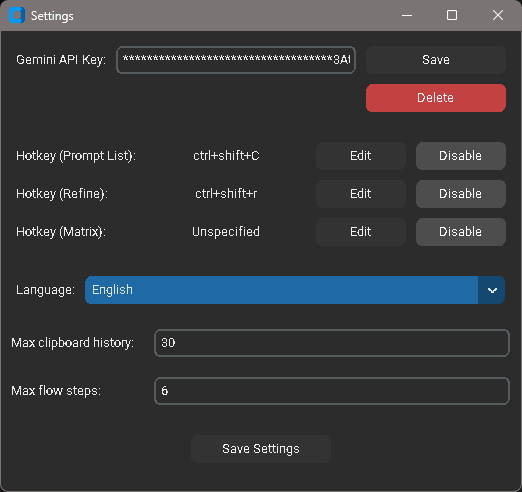 Settings
Gemini API Key: ***********************************3A Save
Delete
Hotkey (Prompt List): ctrl+shift+C Edit Disable
Hotkey (Refine): ctrl+shift+r Edit Disable
Hotkey (Matrix): Unspecified Edit Disable
Language: English
Max clipboard history: 30
Max flow steps: 6
Save Settings